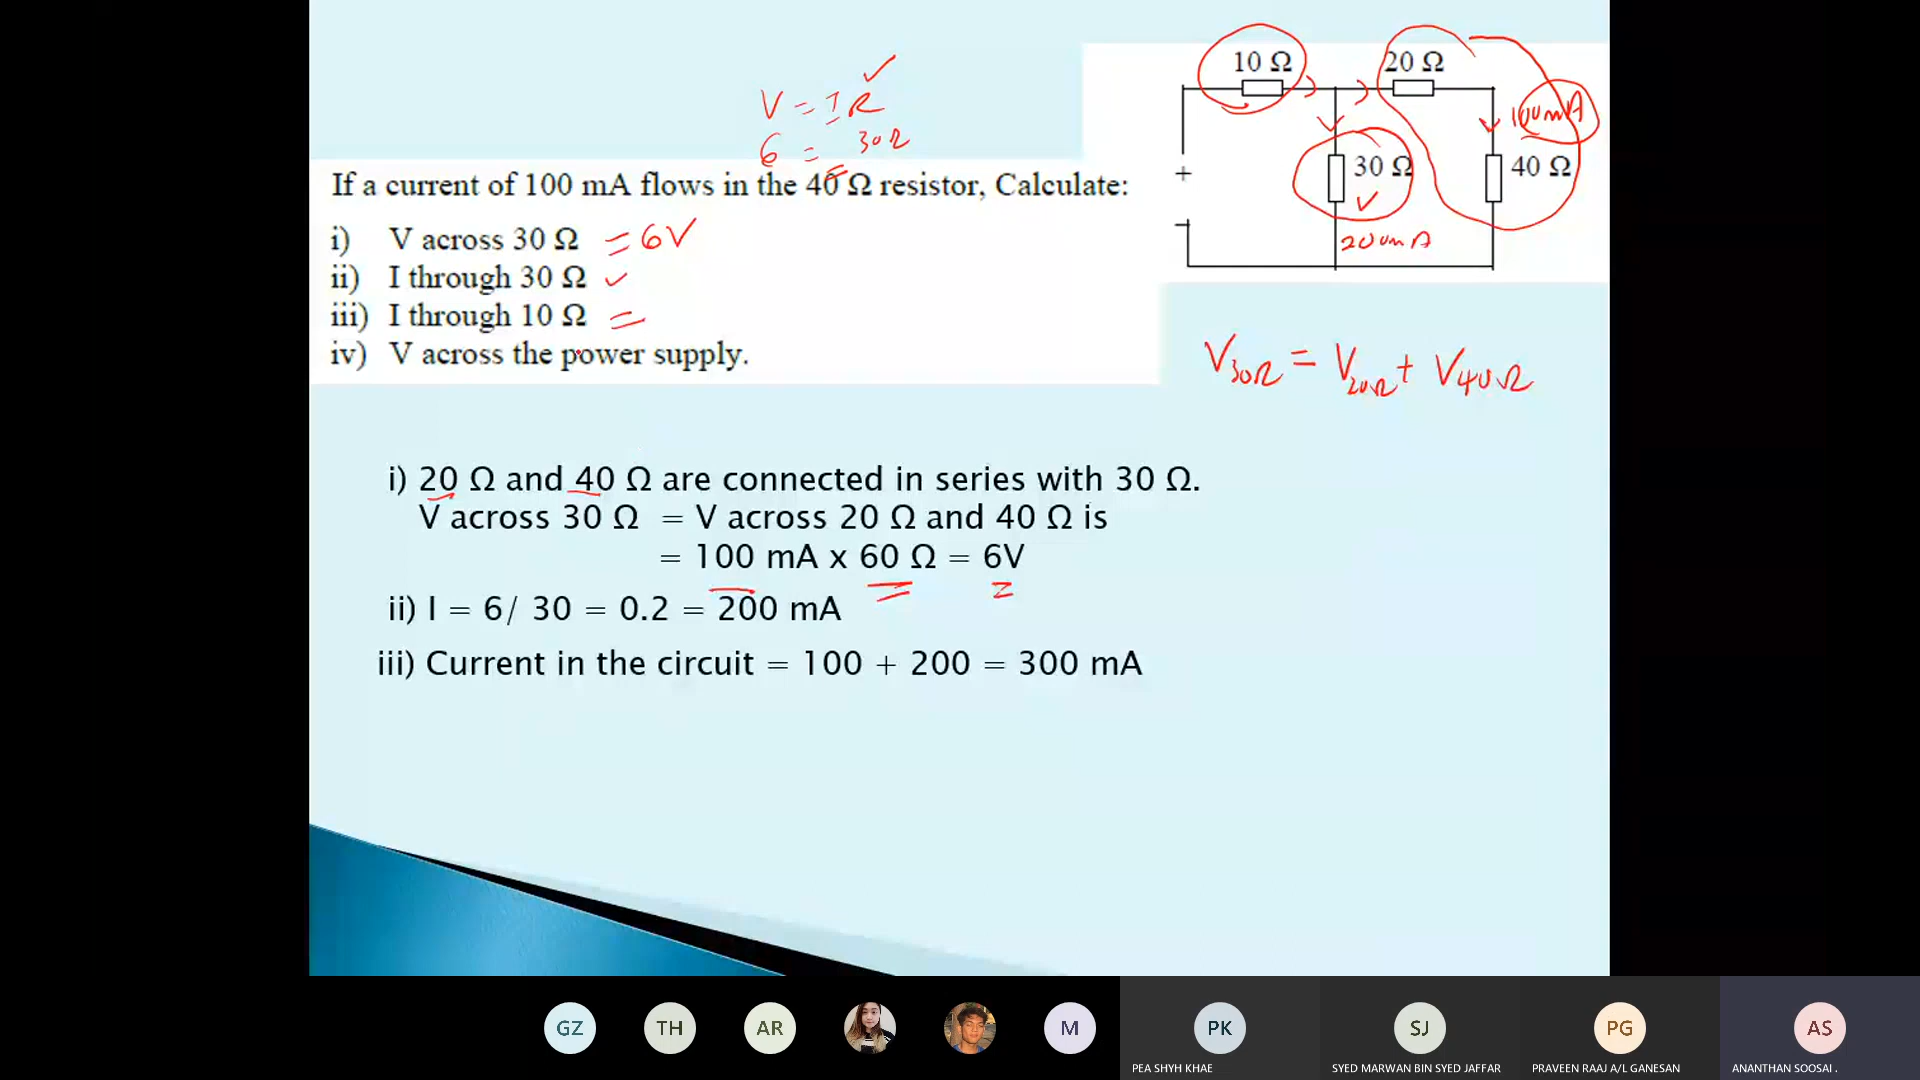 10 Ω
20 Ω
V = IR
100mA
6 = 30Ω
30 Ω
40 Ω
+
If a current of 100 mA flows in the 40 Ω resistor, Calculate:
−
i) V across 30 Ω = 6V
200mA
ii) I through 30 Ω
iii) I through 10 Ω =
iv) V across the power supply.
V30Ω = V20Ω + V40Ω
i) 20 Ω and 40 Ω are connected in series with 30 Ω.
V across 30 Ω = V across 20 Ω and 40 Ω is
= 100 mA x 60 Ω = 6V
ii) I = 6/ 30 = 0.2 = 200 mA
iii) Current in the circuit = 100 + 200 = 300 mA
GZ TH AR M PK SJ PG AS
PEA SHYH KHAE SYED MARWAN BIN SYED JAFFAR PRAVEEN RAAJ A/L GANESAN ANANTHAN SOOSAI .